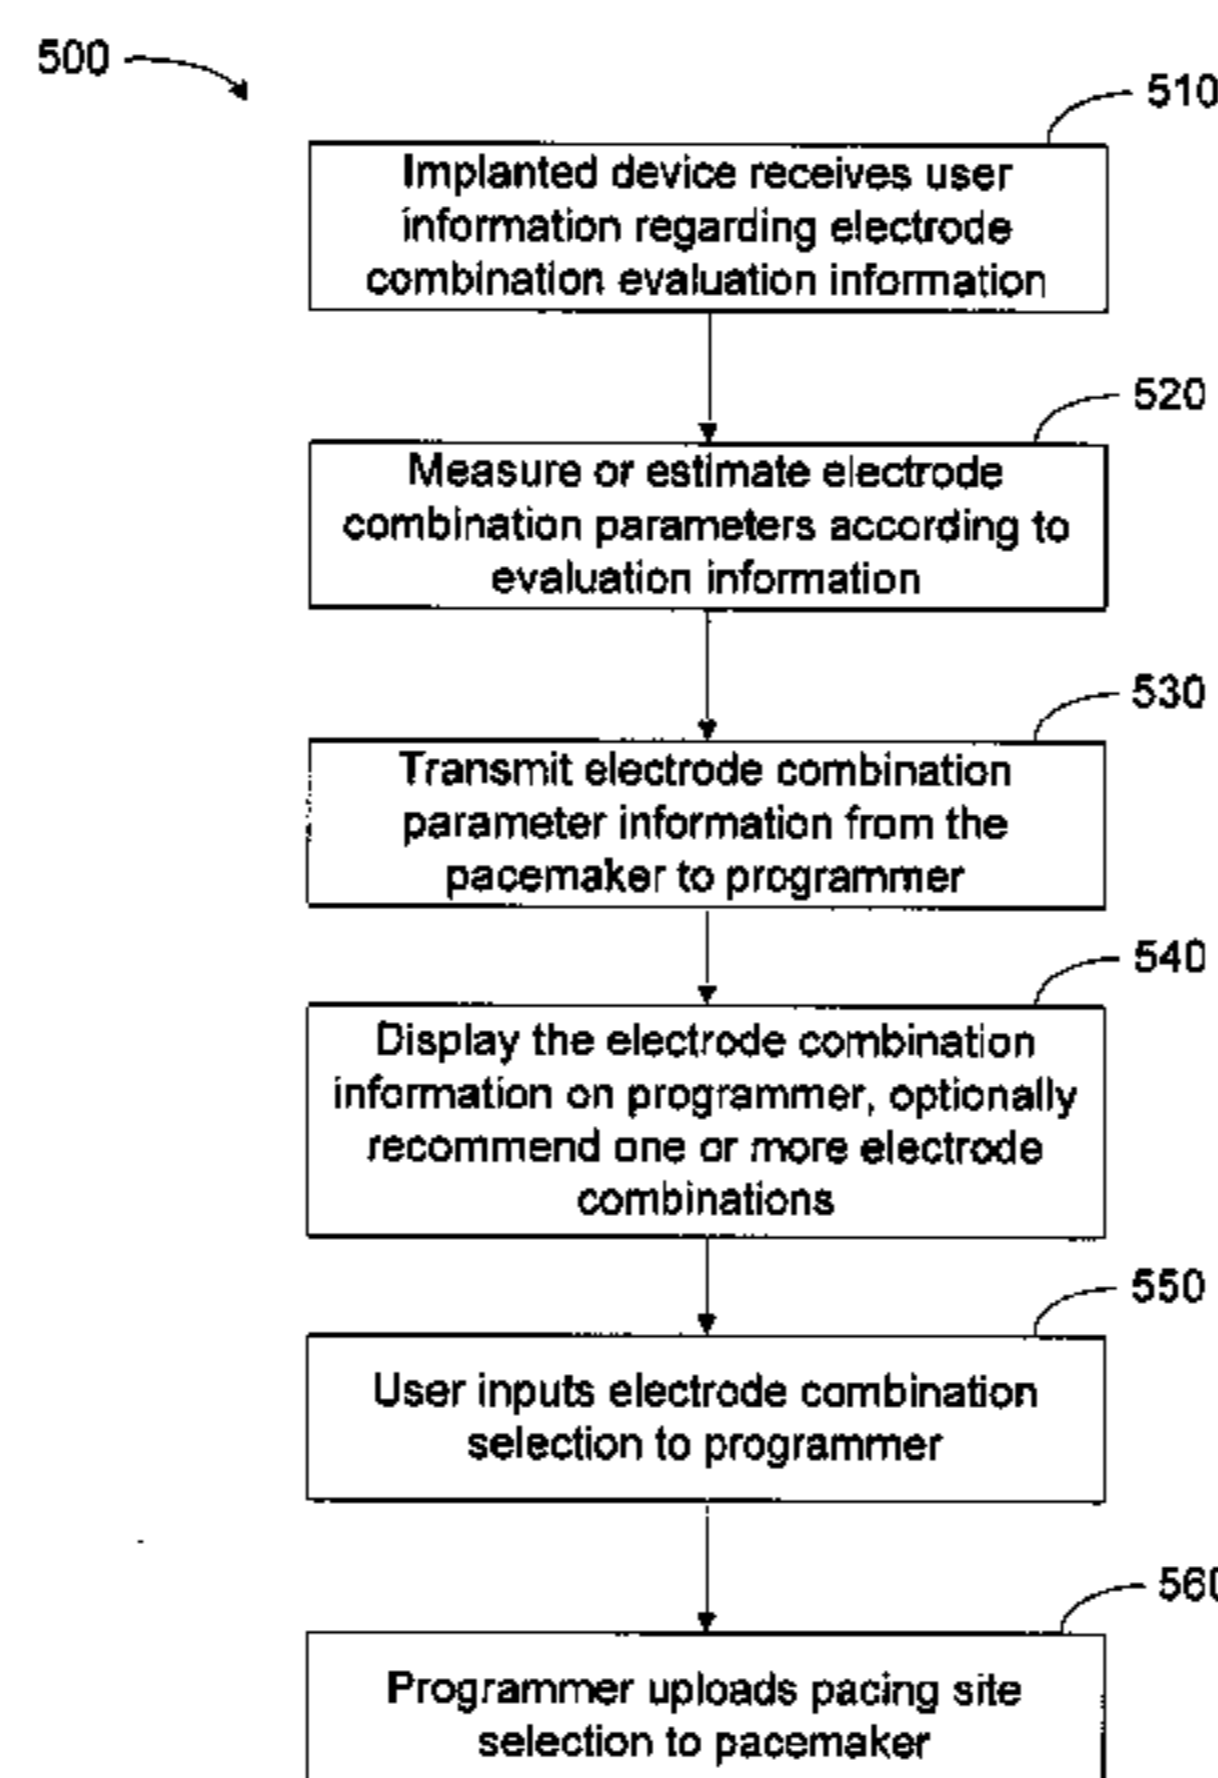 500
510
Implanted device receives user
information regarding electrode
combination evaluation information
520
Measure or estimate electrode
combination parameters according to
evaluation information
530
Transmit electrode combination
parameter information from the
pacemaker to programmer
540
Display the electrode combination
information on programmer, optionally
recommend one or more electrode
combinations
550
User inputs electrode combination
selection to programmer
560
Programmer uploads pacing site
selection to pacemaker